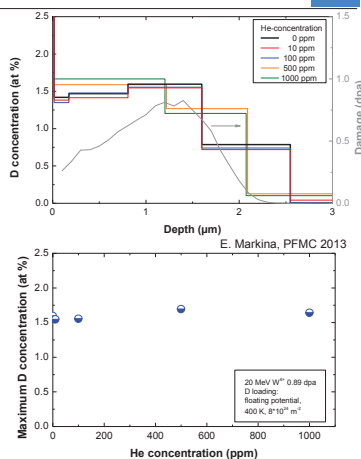 2.5
2.0
1.5
1.0
0.5
0.0
D concentration (at %)
He-concentration
0 ppm
10 ppm
100 ppm
500 ppm
1000 ppm
1.5
1.0
0.5
0.0
Damage (dpa)
0 1 2 3
Depth (µm)
E. Markina, PFMC 2013
2.5
2.0
1.5
1.0
0.5
0.0
Maximum D concentration (at %)
20 MeV W⁶⁺ 0.89 dpa
D loading:
floating potential,
400 K, 8*10²⁴ m⁻²
0 200 400 600 800 1000
He concentration (ppm)